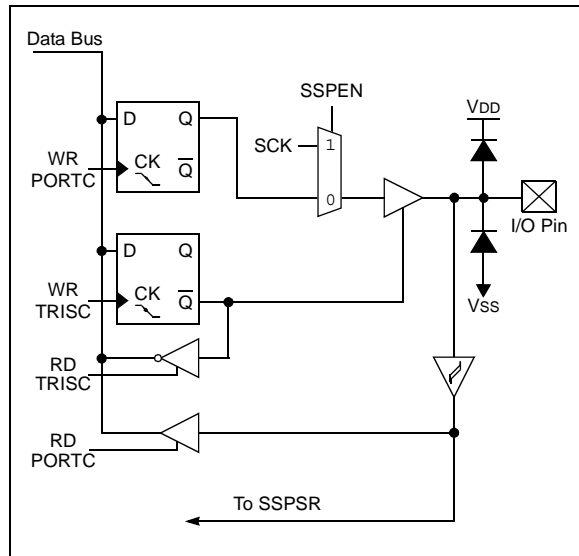 Data Bus
SSPEN
VDD
D Q
SCK
1
WR
PORTC
CK
Q
0
I/O Pin
D Q
VSS
WR
TRISC
CK
Q
RD
TRISC
RD
PORTC
To SSPSR